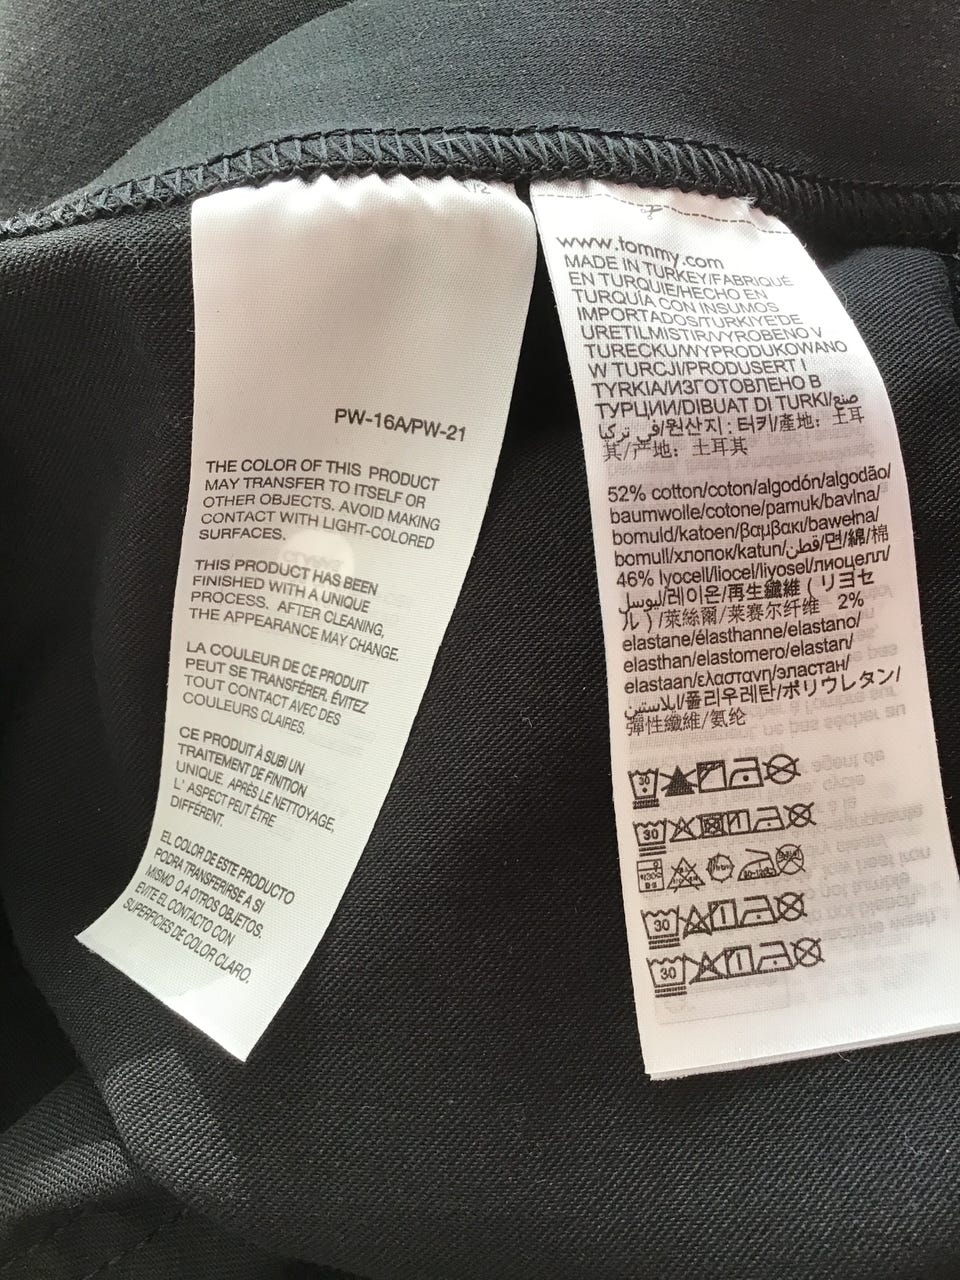 1/2
PW-16A/PW-21
THE COLOR OF THIS PRODUCT
MAY TRANSFER TO ITSELF OR
OTHER OBJECTS. AVOID MAKING
CONTACT WITH LIGHT-COLORED
SURFACES.
THIS PRODUCT HAS BEEN
FINISHED WITH A UNIQUE
PROCESS. AFTER CLEANING,
THE APPEARANCE MAY CHANGE.
LA COULEUR DE CE PRODUIT
PEUT SE TRANSFÉRER. ÉVITEZ
TOUT CONTACT AVEC DES
COULEURS CLAIRES.
CE PRODUIT À SUBI UN
TRAITEMENT DE FINITION
UNIQUE. APRÈS LE NETTOYAGE,
L' ASPECT PEUT ÊTRE
DIFFÉRENT.
EL COLOR DE ESTE PRODUCTO
PODRA TRANSFERIRSE A SI
MISMO O A OTROS OBJETOS.
EVITE EL CONTACTO CON
SUPERFICIES DE COLOR CLARO.
www.tommy.com
MADE IN TURKEY/FABRIQUÉ
EN TURQUIE/HECHO EN
TURQUÍA CON INSUMOS
IMPORTADOS/TURKIYE'DE
URETILMISTIR/VYROBENO V
TURECKU/WYPRODUKOWANO
W TURCJI/PRODUSERT I
TYRKIA/ИЗГОТОВЛЕНО В
ТУРЦИИ/DIBUAT DI TURKI/صنع
في تركيا/원산지 : 터키/產地： 土耳
其/产地： 土耳其
52% cotton/coton/algodón/algodão/
baumwolle/cotone/pamuk/bavlna/
bomuld/katoen/βαμβακι/bawełna/
bomull/хлопок/katun/قطن/면/綿/棉
46% lyocell/liocel/liyosel/лиоцелл/
ليوسل/레이온/再生繊維 ( リヨセ
ル ) /萊絲爾/莱赛尔纤维 2%
elastane/élasthanne/elastano/
elasthan/elastomero/elastan/
elastaan/ελαστανη/эластан/
ايلاستين/폴리우레탄/ポリウレタン/
彈性纖維/氨纶
30
30
30
30